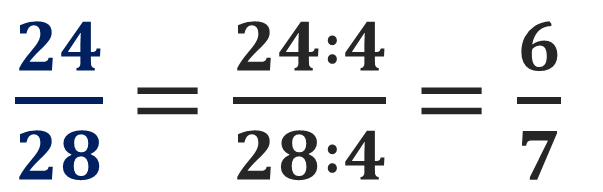 24/28 = 24:4/28:4 = 6/7